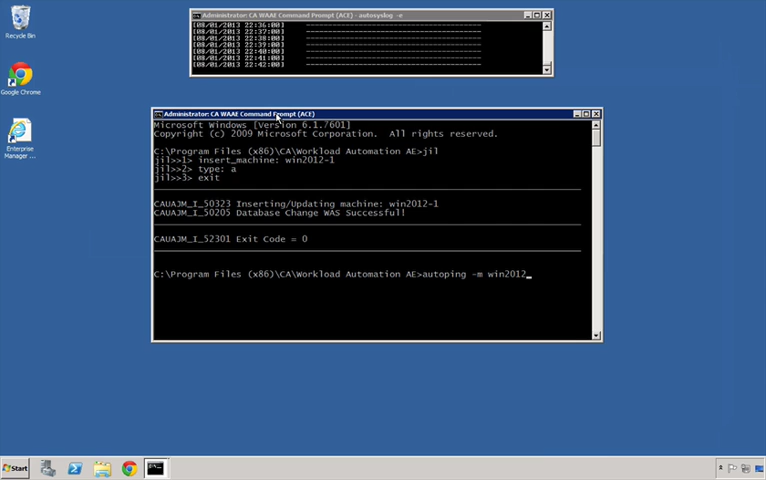 Recycle Bin
Google Chrome
Enterprise
Manager ...
Administrator: CA WAAE Command Prompt (ACE) - autosyslog -e
[08/01/2013 22:36:00] ----------------------------------------
[08/01/2013 22:37:00] ----------------------------------------
[08/01/2013 22:38:00] ----------------------------------------
[08/01/2013 22:39:00] ----------------------------------------
[08/01/2013 22:40:00] ----------------------------------------
[08/01/2013 22:41:00] ----------------------------------------
[08/01/2013 22:42:00] ----------------------------------------
Administrator: CA WAAE Command Prompt (ACE)
Microsoft Windows [Version 6.1.7601]
Copyright (c) 2009 Microsoft Corporation.  All rights reserved.
C:\Program Files (x86)\CA\Workload Automation AE>jil
jil>>1> insert_machine: win2012-1
jil>>2> type: a
jil>>3> exit
CAUAJM_I_50323 Inserting/Updating machine: win2012-1
CAUAJM_I_50205 Database Change WAS Successful!
CAUAJM_I_52301 Exit Code = 0
C:\Program Files (x86)\CA\Workload Automation AE>autoping -m win2012_
Start